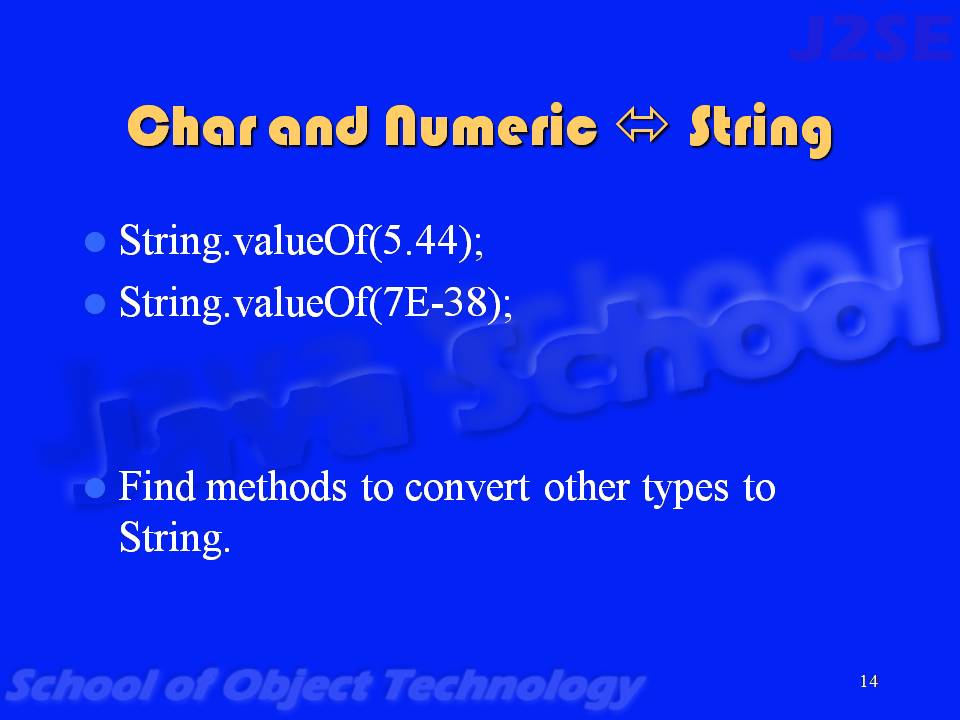 J2SE
Char and Numeric ⬄ String
String.valueOf(5.44);
String.valueOf(7E-38);
Java School
Find methods to convert other types to
String.
School of Object Technology
14